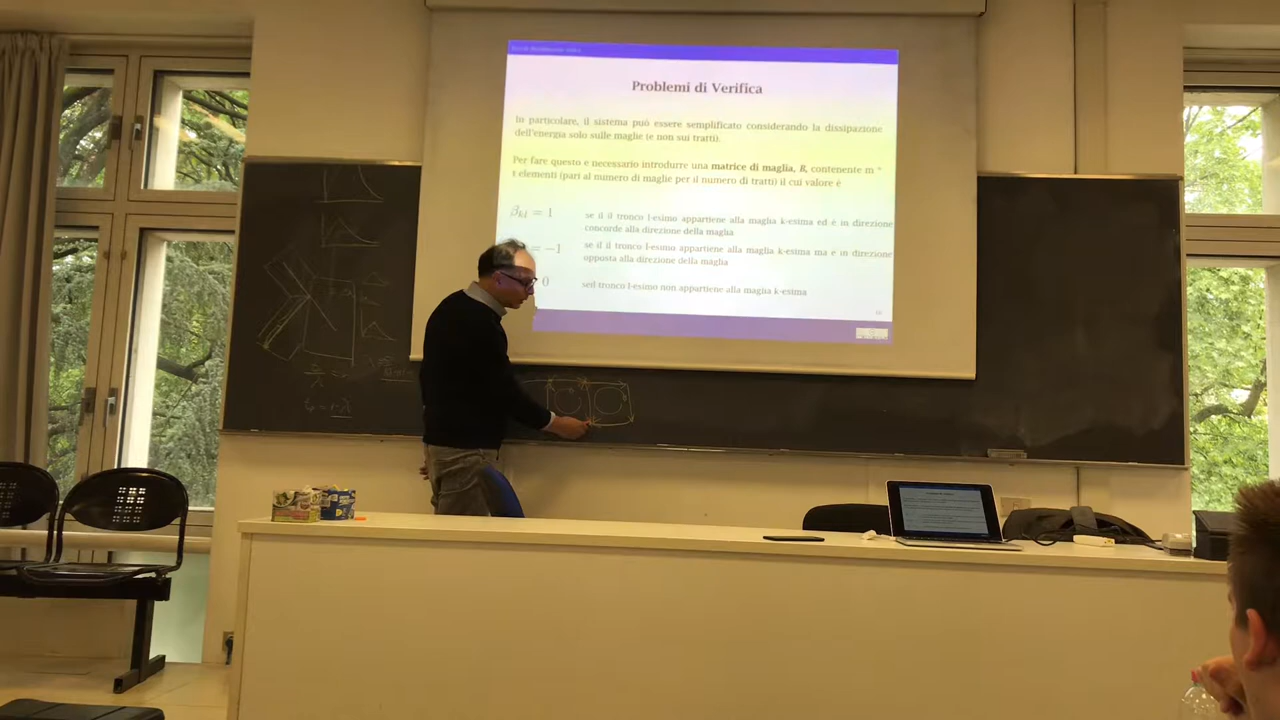 Problemi di Verifica
In particolare, il sistema può essere semplificato considerando la dissipazione
dell'energia solo sulle maglie (e non sui tratti).
Per fare questo è necessario introdurre una matrice di maglia, B, contenente m *
t elementi (pari al numero di maglie per il numero di tratti) il cui valore è
βkl = 1 se il il tronco l-esimo appartiene alla maglia k-esima ed è in direzione
concorde alla direzione della maglia
= −1 se il il tronco l-esimo appartiene alla maglia k-esima ma è in direzione
opposta alla direzione della maglia
0 seil tronco l-esimo non appartiene alla maglia k-esima